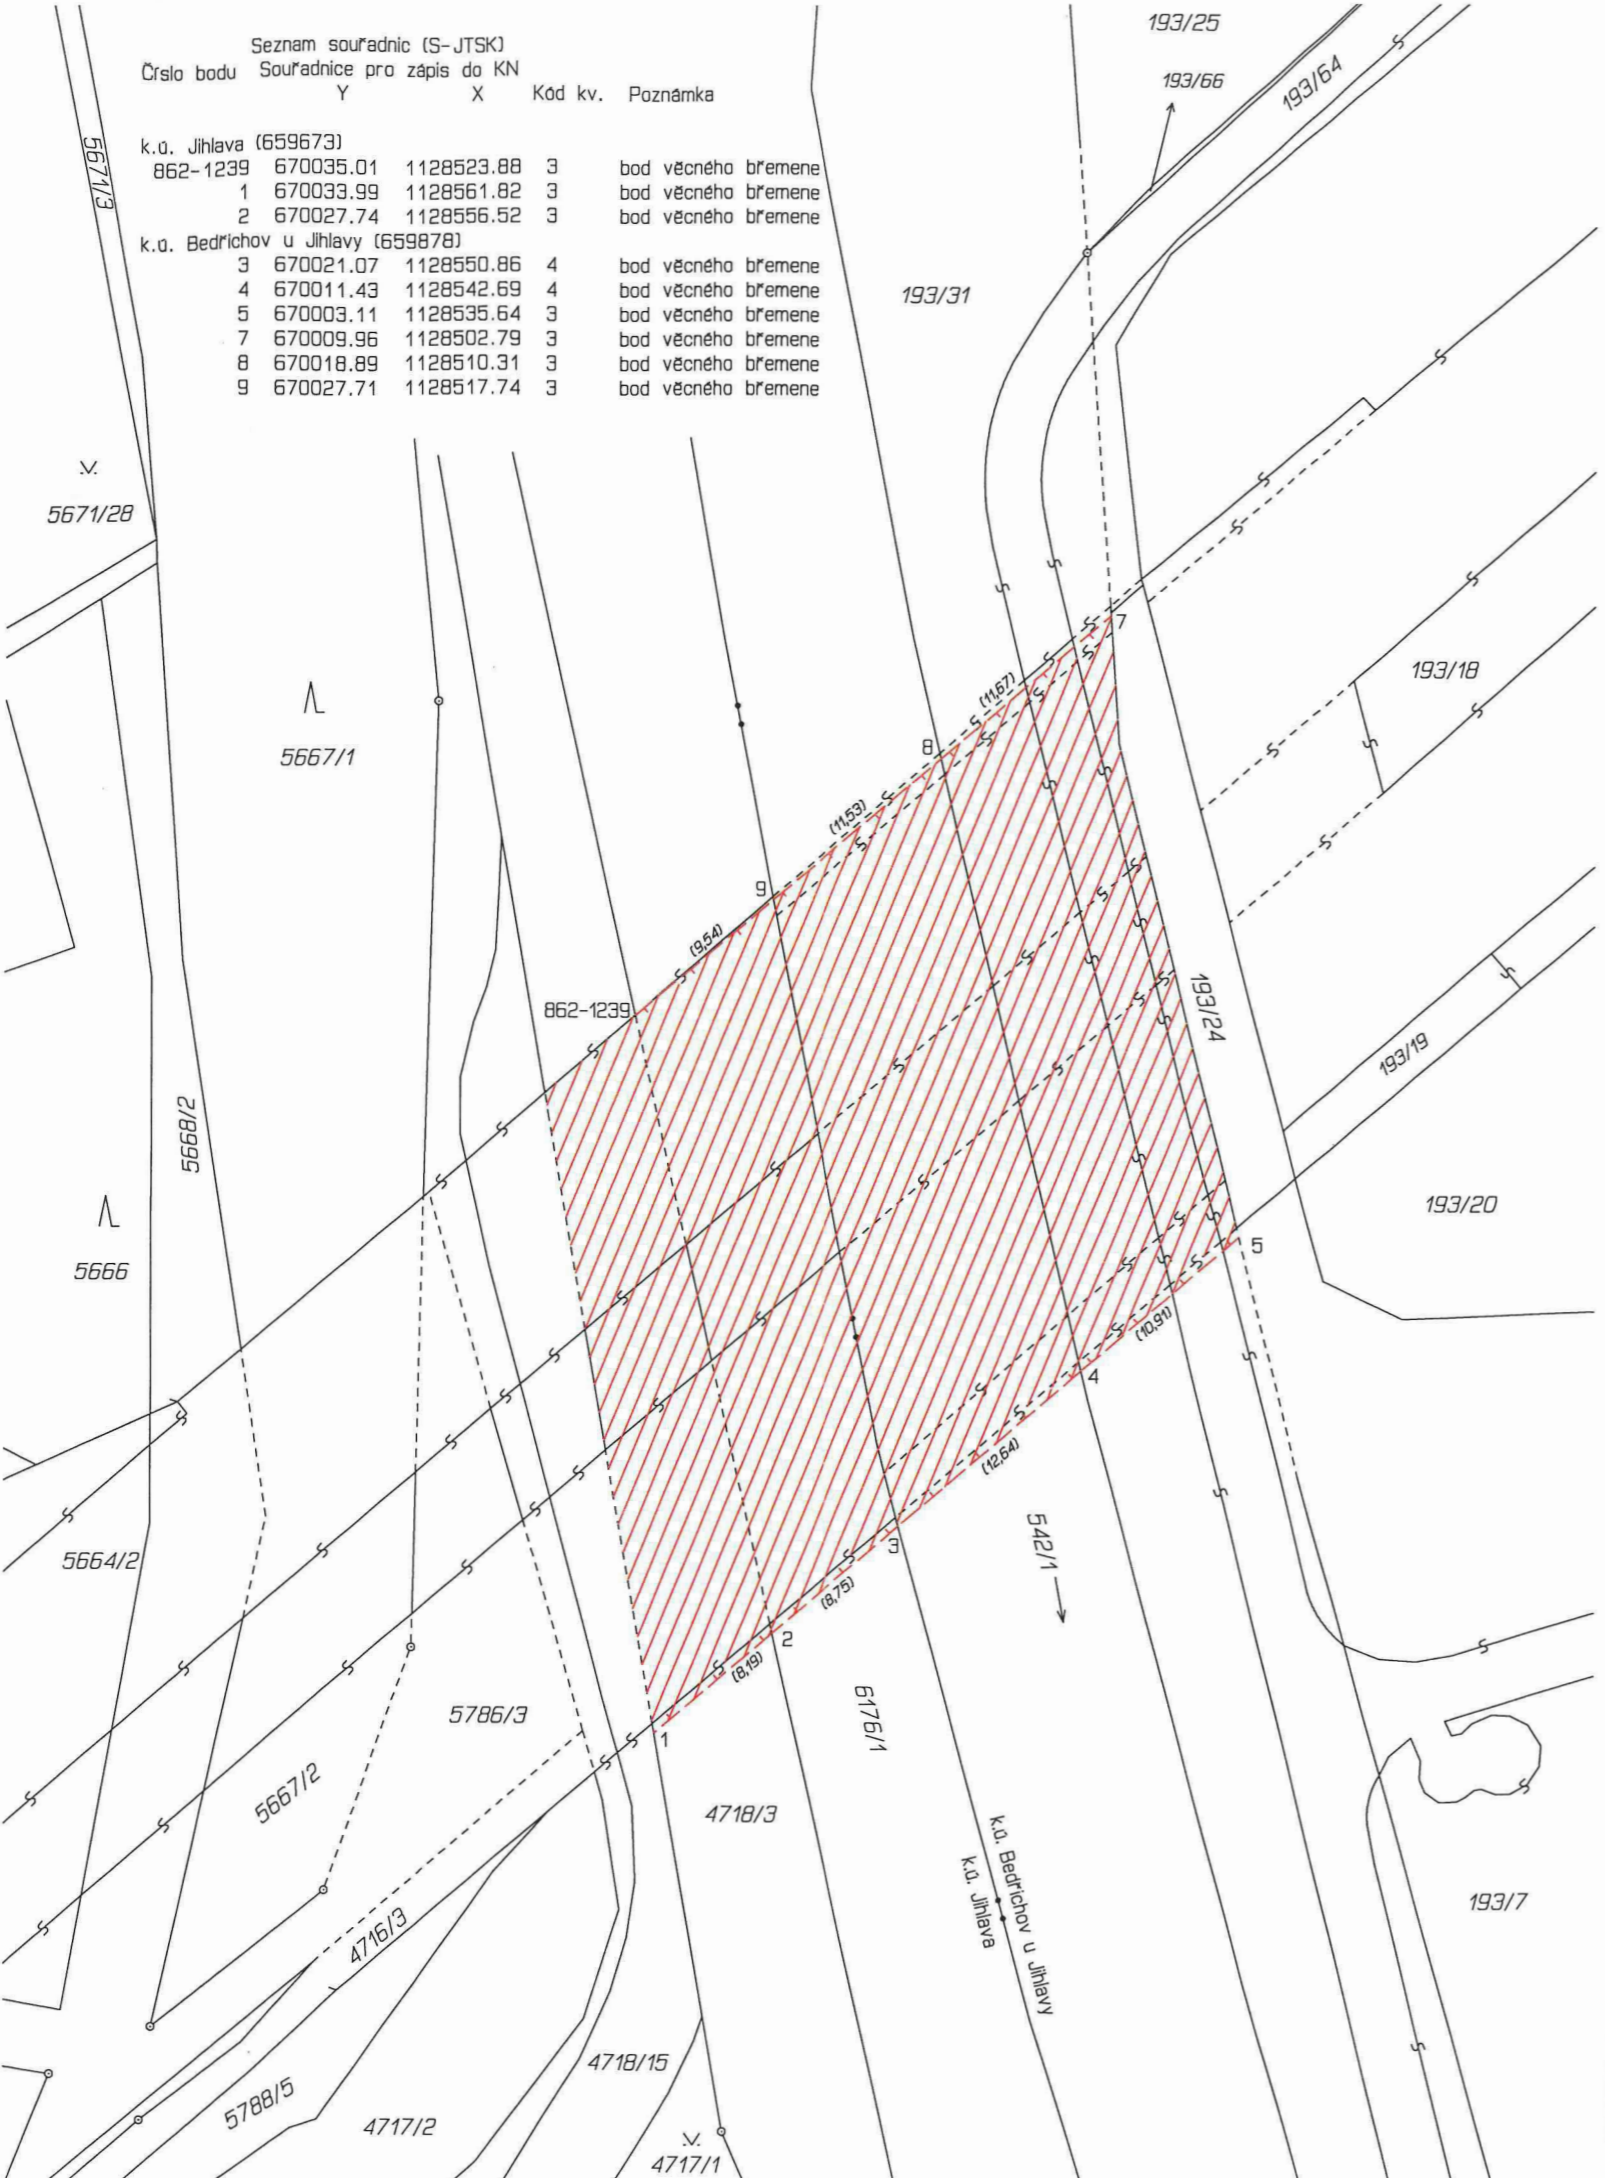 Seznam souřadnic (S-JTSK)
Číslo bodu Souřadnice pro zápis do KN
Y X Kód kv. Poznámka
k.ú. Jihlava (659673)
862-1239 670035.01 1128523.88 3 bod věcného břemene
1 670033.99 1128561.82 3 bod věcného břemene
2 670027.74 1128556.52 3 bod věcného břemene
k.ú. Bedřichov u Jihlavy (659878)
3 670021.07 1128550.86 4 bod věcného břemene
4 670011.43 1128542.69 4 bod věcného břemene
5 670003.11 1128535.64 3 bod věcného břemene
7 670009.96 1128502.79 3 bod věcného břemene
8 670018.89 1128510.31 3 bod věcného břemene
9 670027.71 1128517.74 3 bod věcného břemene
193/25
193/66
193/64
5671/3
193/31
5671/28
7
193/18
(11,67)
8
5667/1
(11,53)
9
(9,54)
862-1239
193/24
193/19
5668/2
193/20
5
5666
(10,91)
4
(12,64)
3
542/1
5664/2
(8,75)
2
(8,19)
1
5786/3
6176/1
5667/2
4718/3
k.ú. Bedřichov u Jihlavy
k.ú. Jihlava
193/7
4716/3
4718/15
5788/5
4717/2
4717/1